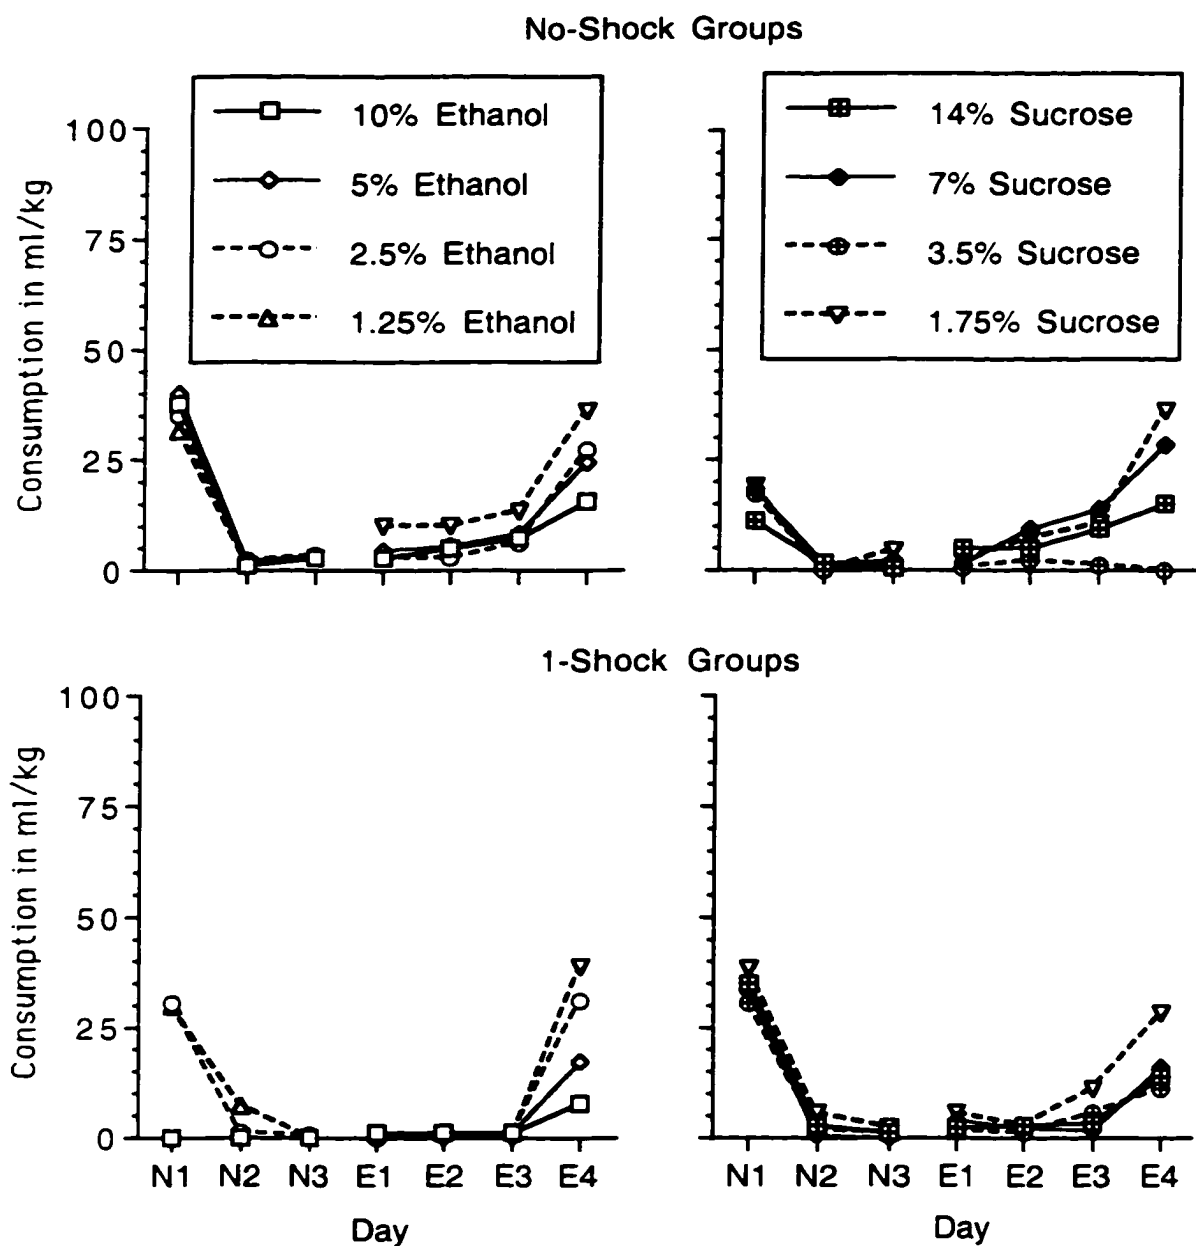 No-Shock Groups
10% Ethanol
5% Ethanol
2.5% Ethanol
1.25% Ethanol
14% Sucrose
7% Sucrose
3.5% Sucrose
1.75% Sucrose
Consumption in ml/kg
100
75
50
25
0
1-Shock Groups
Consumption in ml/kg
100
75
50
25
0
N1 N2 N3 E1 E2 E3 E4
Day
N1 N2 N3 E1 E2 E3 E4
Day